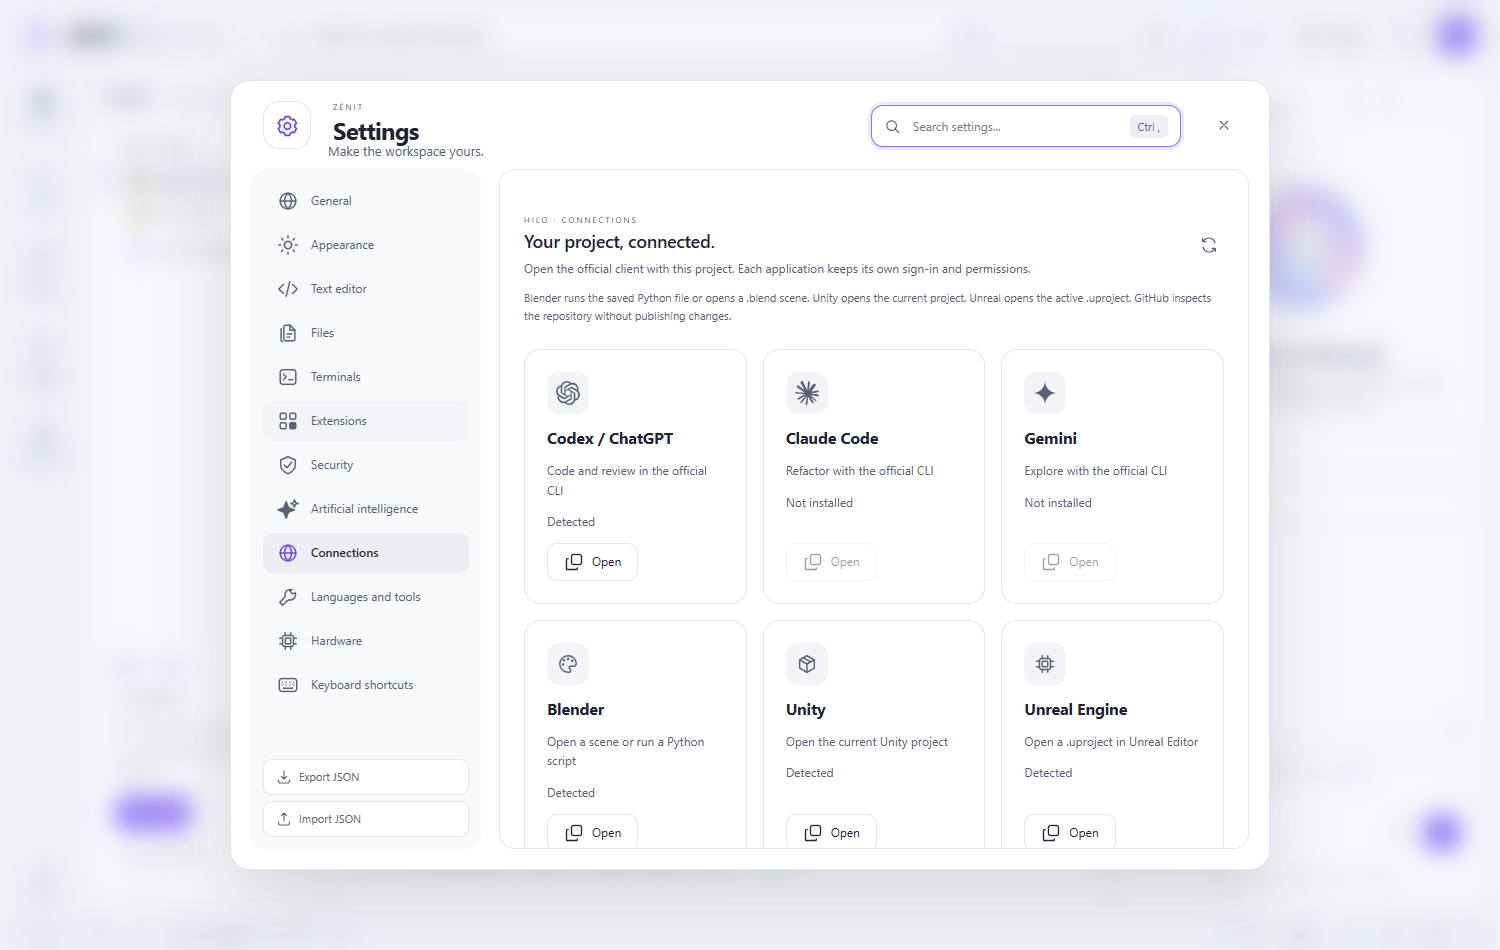 ZÉNIT
Settings
Make the workspace yours.
Search settings...
Ctrl ,
General
Appearance
Text editor
Files
Terminals
Extensions
Security
Artificial intelligence
Connections
Languages and tools
Hardware
Keyboard shortcuts
Export JSON
Import JSON
HILO · CONNECTIONS
Your project, connected.
Open the official client with this project. Each application keeps its own sign-in and permissions.
Blender runs the saved Python file or opens a .blend scene. Unity opens the current project. Unreal opens the active .uproject. GitHub inspects
the repository without publishing changes.
Codex / ChatGPT
Code and review in the official
CLI
Detected
Open
Claude Code
Refactor with the official CLI
Not installed
Open
Gemini
Explore with the official CLI
Not installed
Open
Blender
Open a scene or run a Python
script
Detected
Open
Unity
Open the current Unity project
Detected
Open
Unreal Engine
Open a .uproject in Unreal Editor
Detected
Open